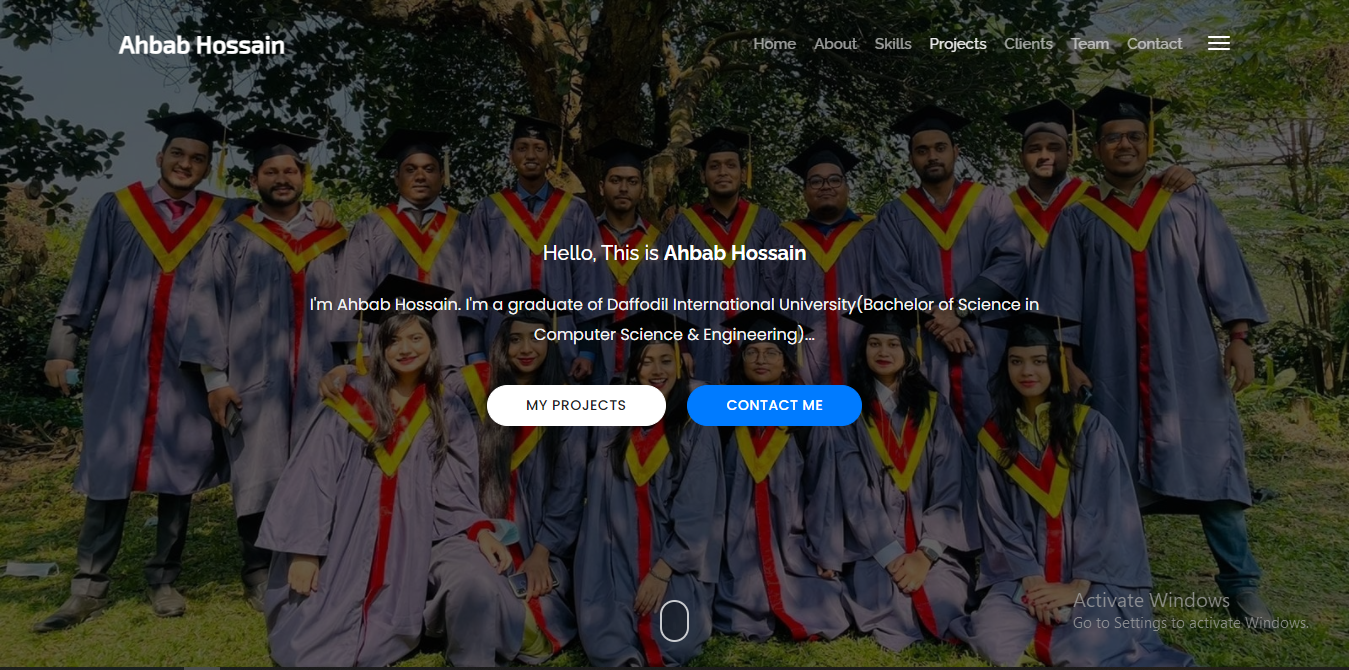 Ahbab Hossain
Home About Skills Projects Clients Team Contact
Hello, This is Ahbab Hossain
I'm Ahbab Hossain. I'm a graduate of Daffodil International University(Bachelor of Science in
Computer Science & Engineering)...
MY PROJECTS CONTACT ME
Activate Windows
Go to Settings to activate Windows.